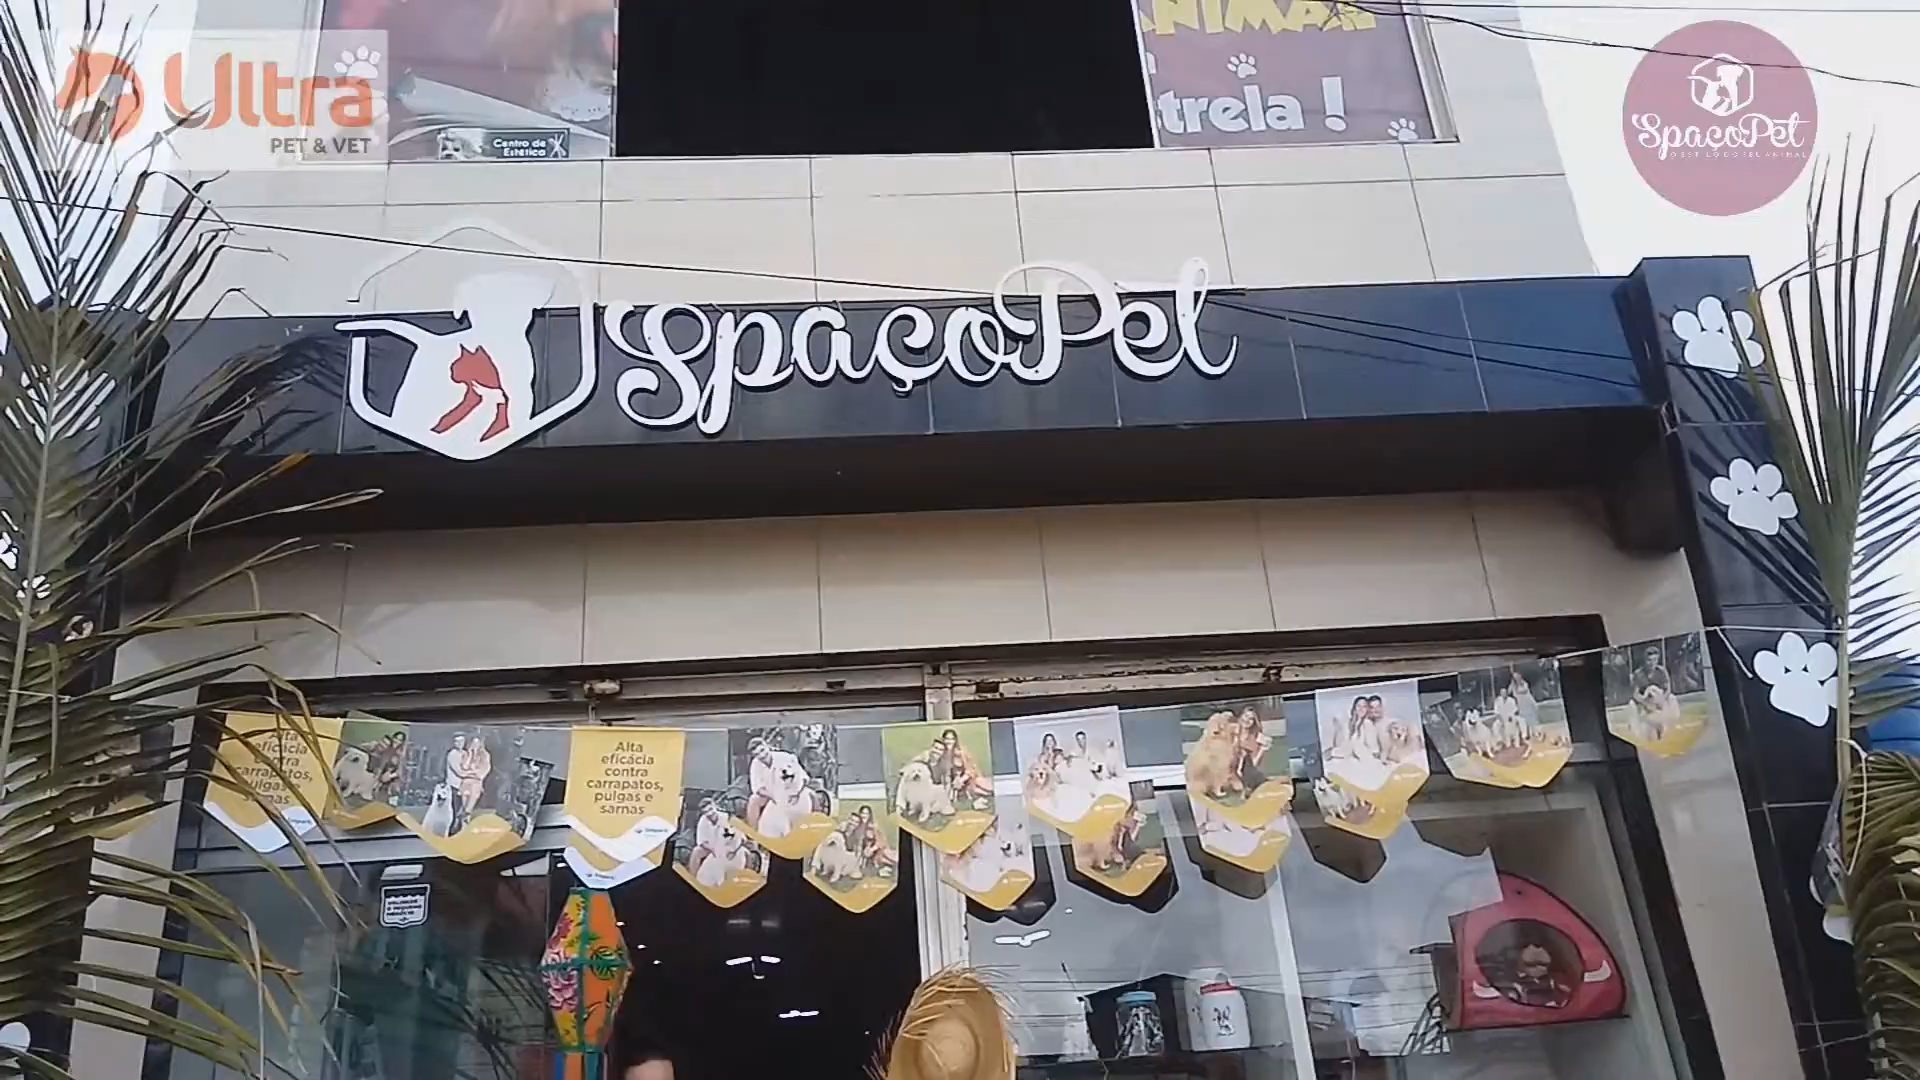 Ultra
PET & VET
Centro de
Estética
ANIMAL
trela !
SpaçoPet
SpaçoPet
Alta
eficácia
contra
carrapatos,
pulgas e
sarnas
Alta
eficácia
contra
carrapatos,
pulgas e
sarnas